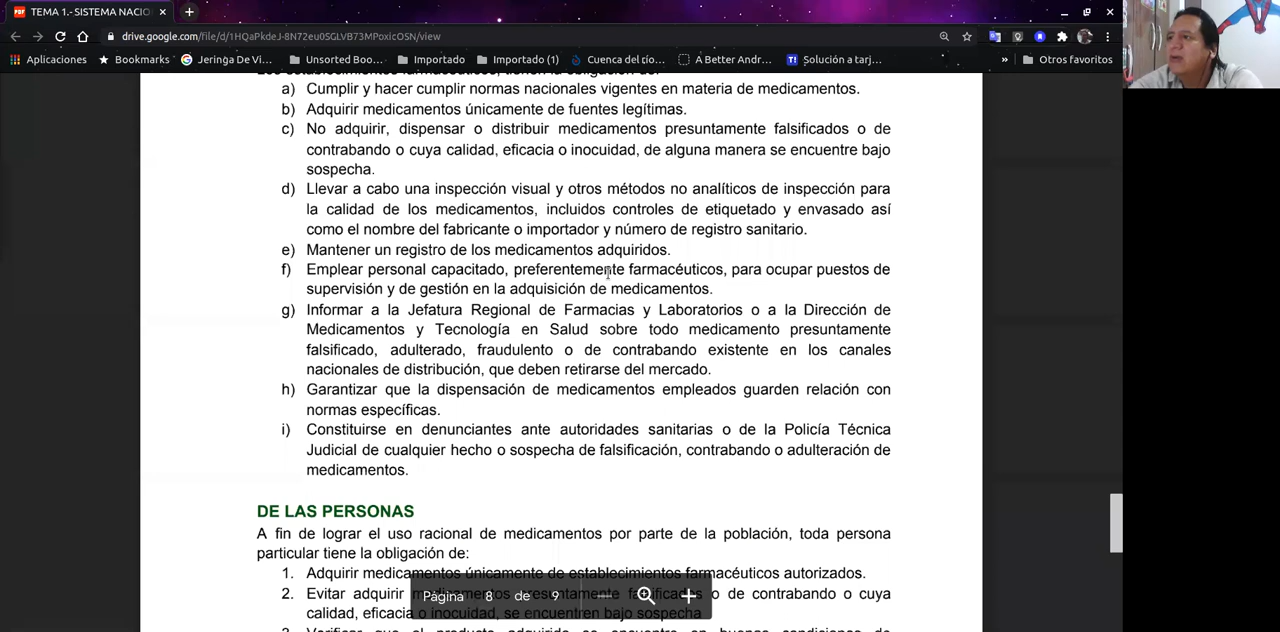 TEMA 1.- SISTEMA NACIO
drive.google.com/file/d/1HQaPkdeJ-8N72eu0SGLVB73MPoxicOSN/view
Aplicaciones Bookmarks Jeringa De Vi... Unsorted Boo... Importado Importado (1) Cuenca del río... A Better Andr... Solución a tarj... » Otros favoritos
a) Cumplir y hacer cumplir normas nacionales vigentes en materia de medicamentos.
b) Adquirir medicamentos únicamente de fuentes legítimas.
c) No adquirir, dispensar o distribuir medicamentos presuntamente falsificados o de
contrabando o cuya calidad, eficacia o inocuidad, de alguna manera se encuentre bajo
sospecha.
d) Llevar a cabo una inspección visual y otros métodos no analíticos de inspección para
la calidad de los medicamentos, incluidos controles de etiquetado y envasado así
como el nombre del fabricante o importador y número de registro sanitario.
e) Mantener un registro de los medicamentos adquiridos.
f) Emplear personal capacitado, preferentemente farmacéuticos, para ocupar puestos de
supervisión y de gestión en la adquisición de medicamentos.
g) Informar a la Jefatura Regional de Farmacias y Laboratorios o a la Dirección de
Medicamentos y Tecnología en Salud sobre todo medicamento presuntamente
falsificado, adulterado, fraudulento o de contrabando existente en los canales
nacionales de distribución, que deben retirarse del mercado.
h) Garantizar que la dispensación de medicamentos empleados guarden relación con
normas específicas.
i) Constituirse en denunciantes ante autoridades sanitarias o de la Policía Técnica
Judicial de cualquier hecho o sospecha de falsificación, contrabando o adulteración de
medicamentos.
DE LAS PERSONAS
A fin de lograr el uso racional de medicamentos por parte de la población, toda persona
particular tiene la obligación de:
1. Adquirir medicamentos únicamente de establecimientos farmacéuticos autorizados.
2. Evitar adquirir medicamentos presuntamente falsificados o de contrabando o cuya
calidad, eficacia o inocuidad, se encuentren bajo sospecha
Página 8 de 9